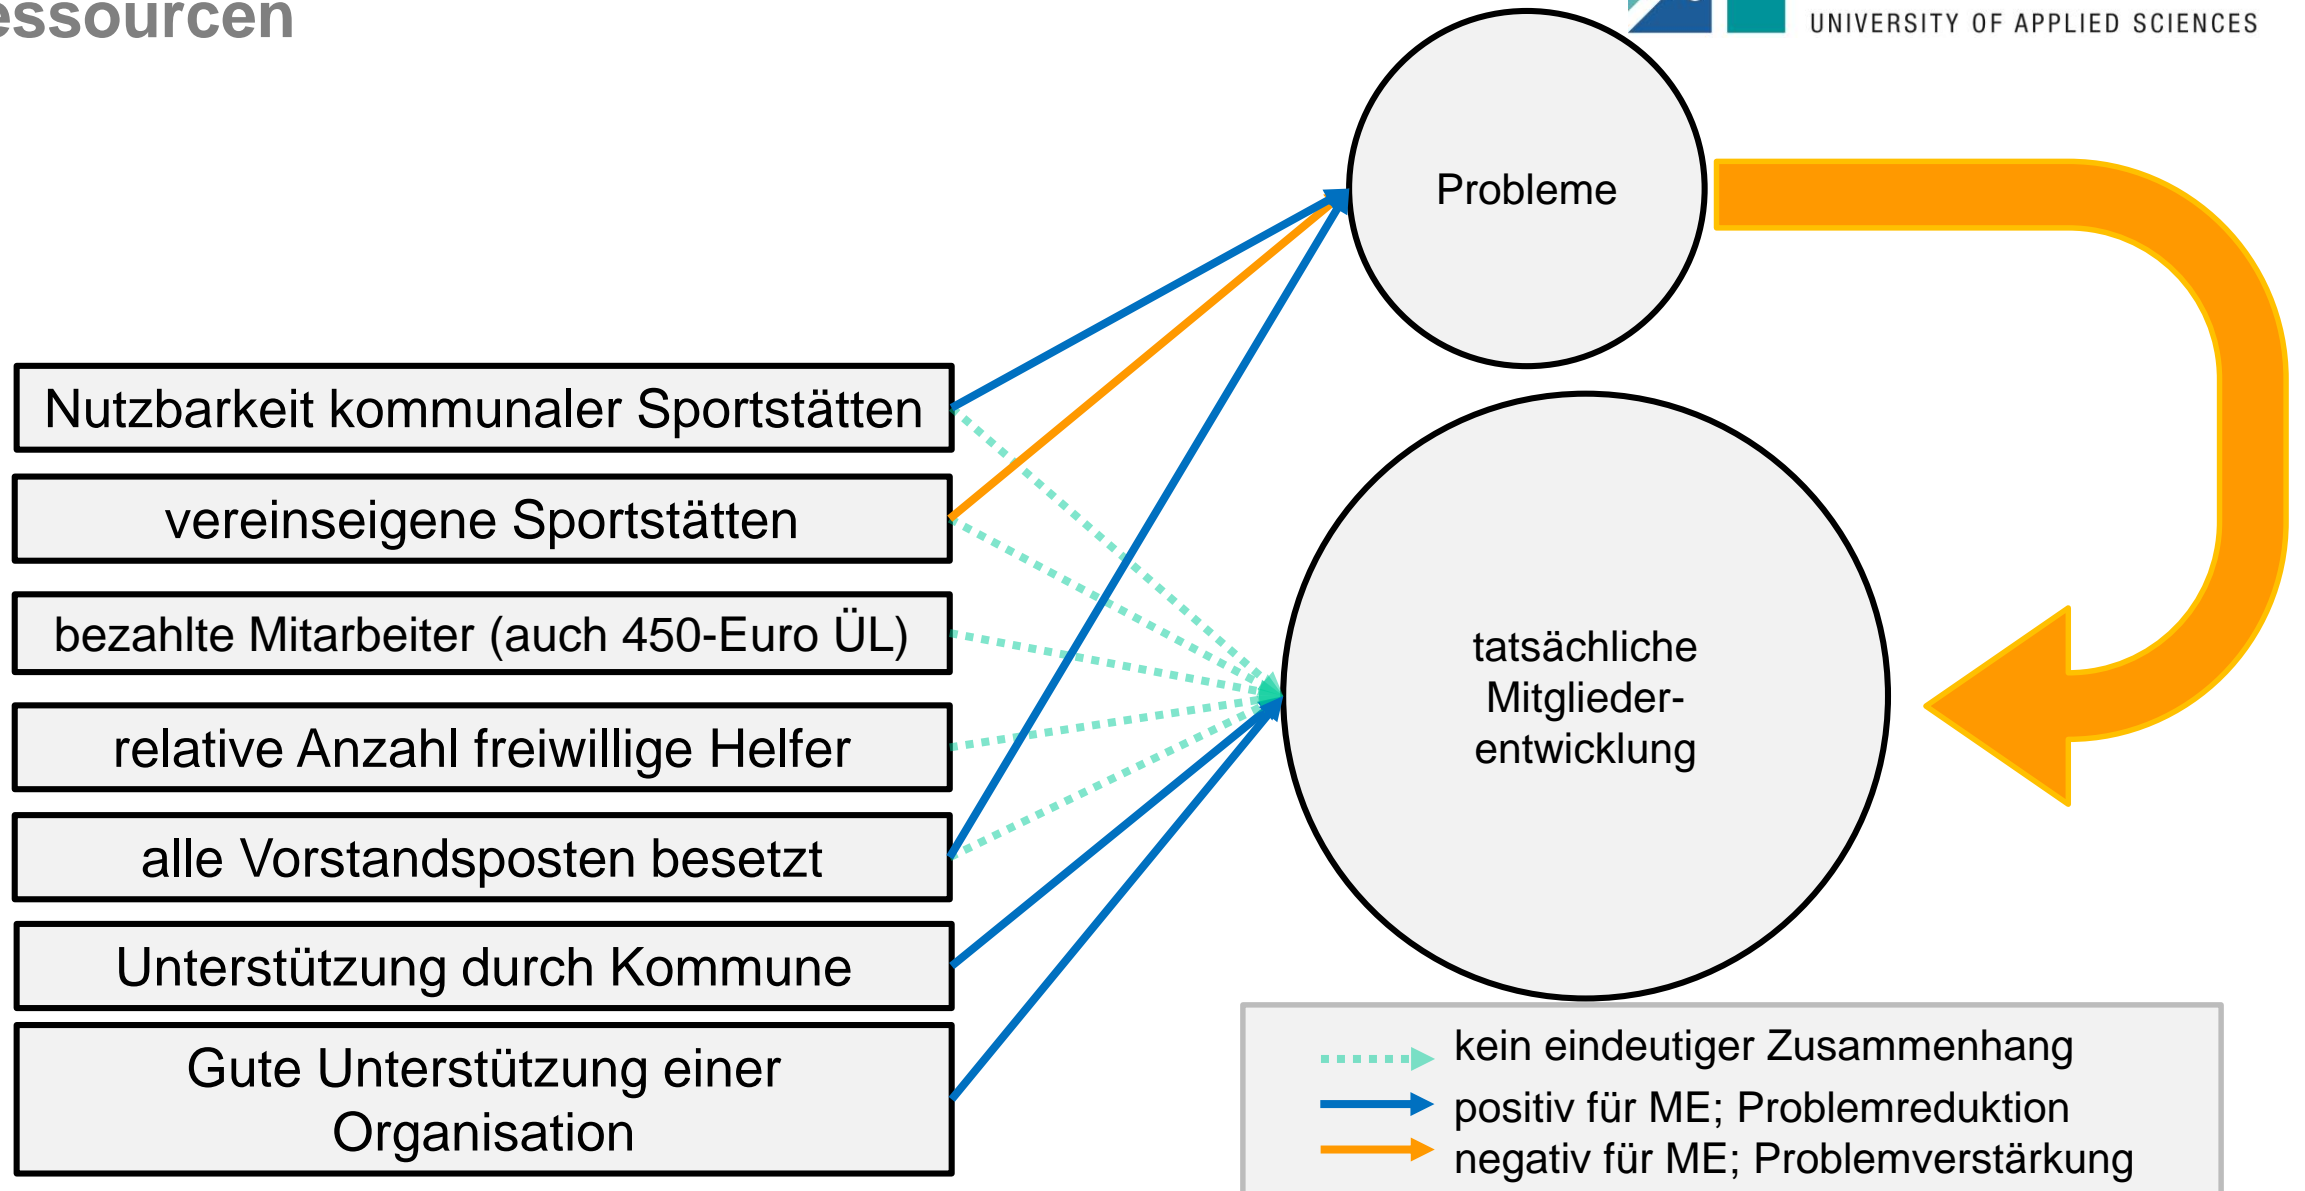 essourcen
UNIVERSITY OF APPLIED SCIENCES
Probleme
Nutzbarkeit kommunaler Sportstätten
vereinseigene Sportstätten
bezahlte Mitarbeiter (auch 450-Euro ÜL)
relative Anzahl freiwillige Helfer
alle Vorstandsposten besetzt
Unterstützung durch Kommune
Gute Unterstützung einer
Organisation
tatsächliche
Mitglieder-
entwicklung
kein eindeutiger Zusammenhang
positiv für ME; Problemreduktion
negativ für ME; Problemverstärkung